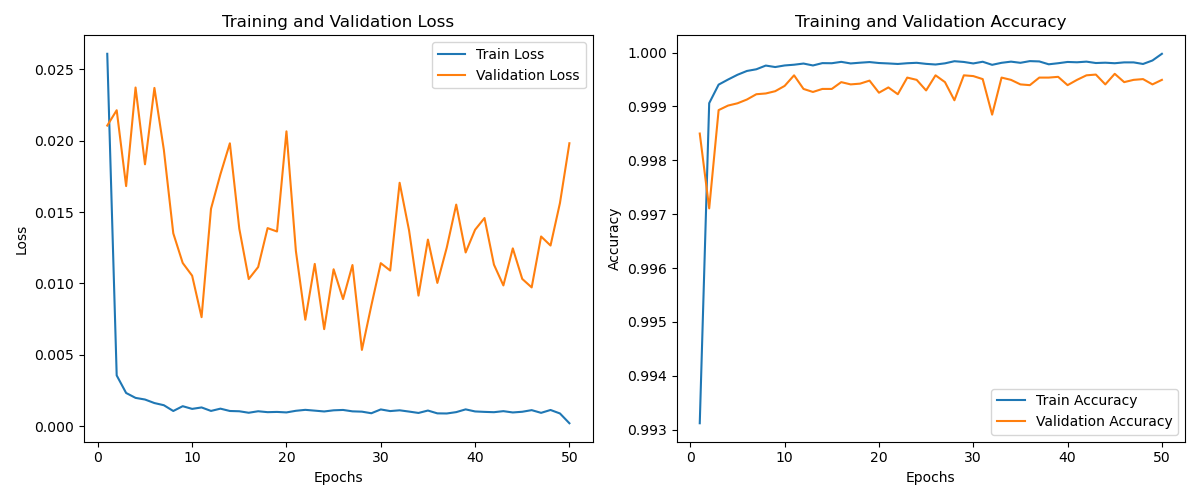 Training and Validation Loss
Train Loss
Validation Loss
0.025
0.020
0.015
0.010
0.005
0.000
Loss
0
10
20
30
40
50
Epochs
Training and Validation Accuracy
1.000
0.999
0.998
0.997
0.996
0.995
0.994
0.993
Accuracy
Train Accuracy
Validation Accuracy
0
10
20
30
40
50
Epochs